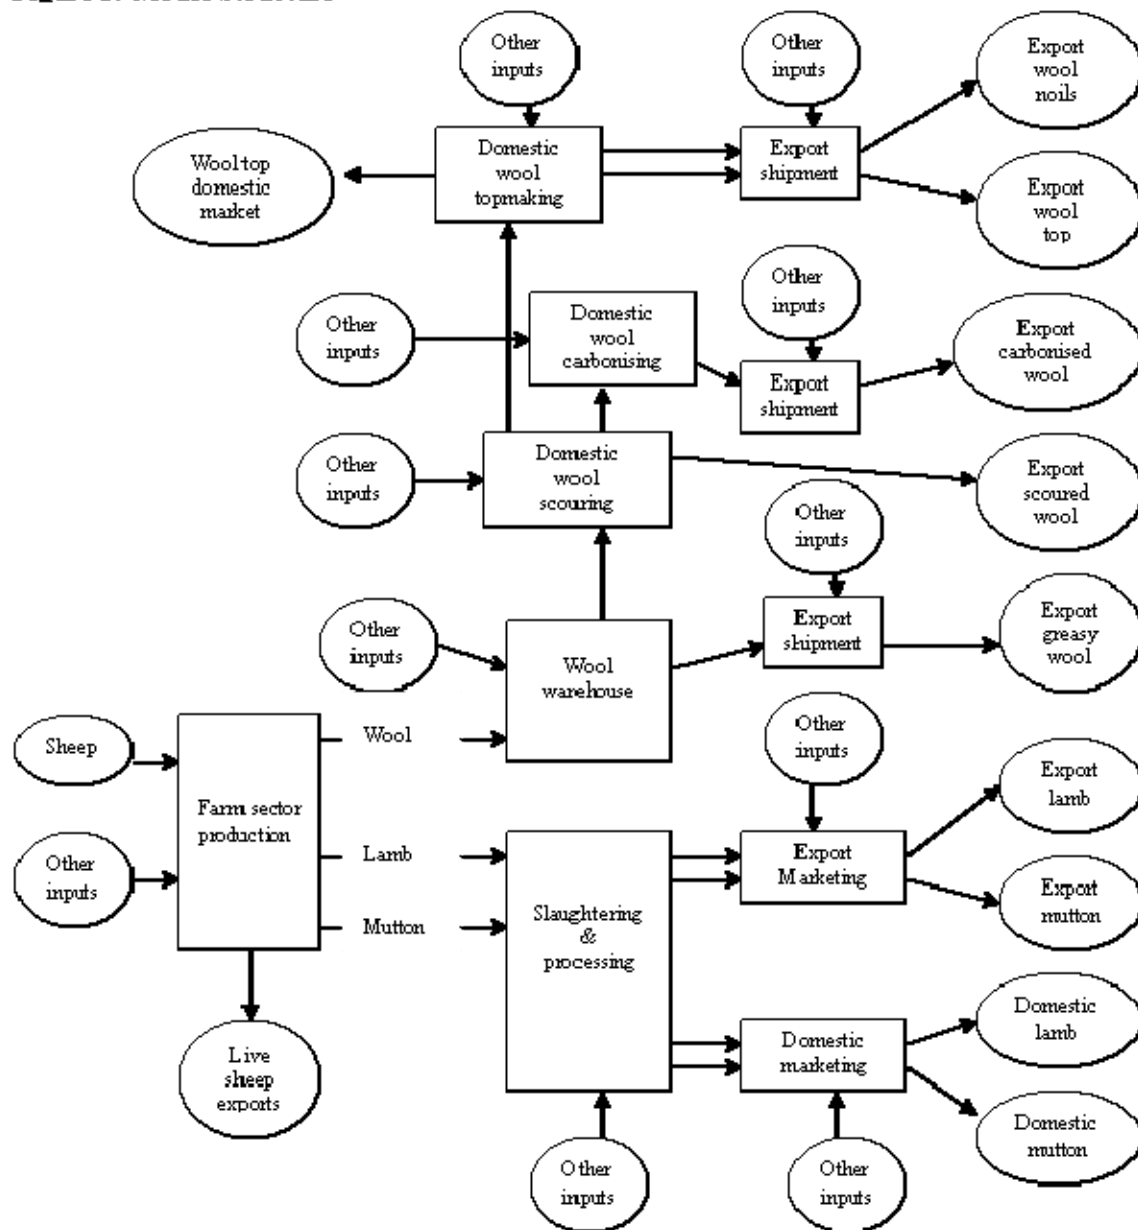 Other
inputs
Other
inputs
Export
wool
noils
Domestic
wool
topmaking
Export
shipment
Wool top
domestic
market
Export
wool
top
Other
inputs
Other
inputs
Domestic
wool
carbonising
Export
shipment
Export
carbonised
wool
Other
inputs
Domestic
wool
scouring
Export
scoured
wool
Other
inputs
Other
inputs
Wool
warehouse
Export
shipment
Export
greasy
wool
Sheep
Other
inputs
Farm sector
production
Wool
Lamb
Mutton
Other
inputs
Export
lamb
Slaughtering
&
processing
Export
Marketing
Export
mutton
Live
sheep
exports
Domestic
marketing
Domestic
lamb
Domestic
mutton
Other
inputs
Other
inputs